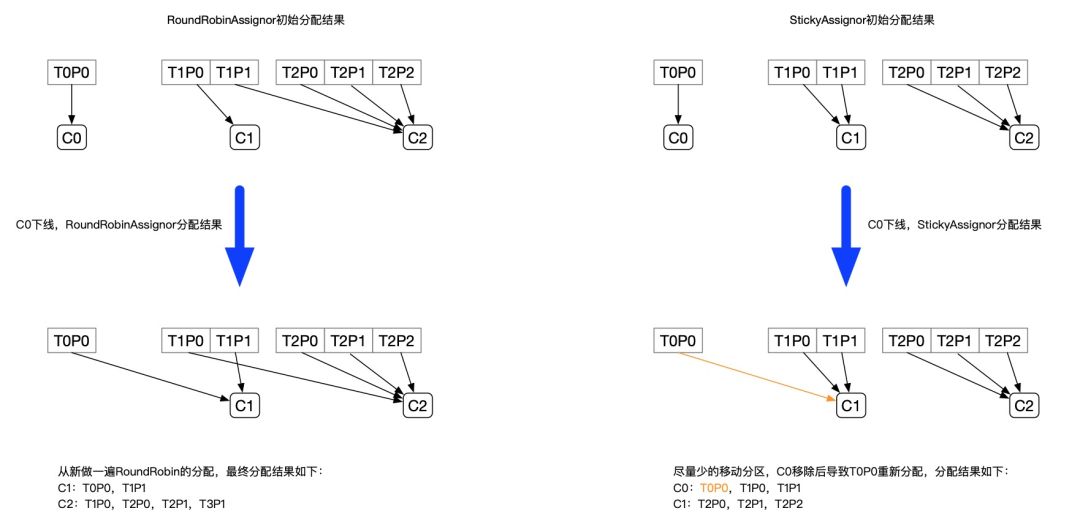 RoundRobinAssignor初始分配结果
T0P0 T1P0 T1P1 T2P0 T2P1 T2P2
C0 C1 C2
C0下线，RoundRobinAssignor分配结果
T0P0 T1P0 T1P1 T2P0 T2P1 T2P2
C1 C2
从新做一遍RoundRobin的分配，最终分配结果如下：
C1：T0P0，T1P1
C2：T1P0，T2P0，T2P1，T3P1
StickyAssignor初始分配结果
T0P0 T1P0 T1P1 T2P0 T2P1 T2P2
C0 C1 C2
C0下线，StickyAssignor分配结果
T0P0 T1P0 T1P1 T2P0 T2P1 T2P2
C1 C2
尽量少的移动分区，C0移除后导致T0P0重新分配，分配结果如下：
C0：T0P0，T1P0，T1P1
C1：T2P0，T2P1，T2P2